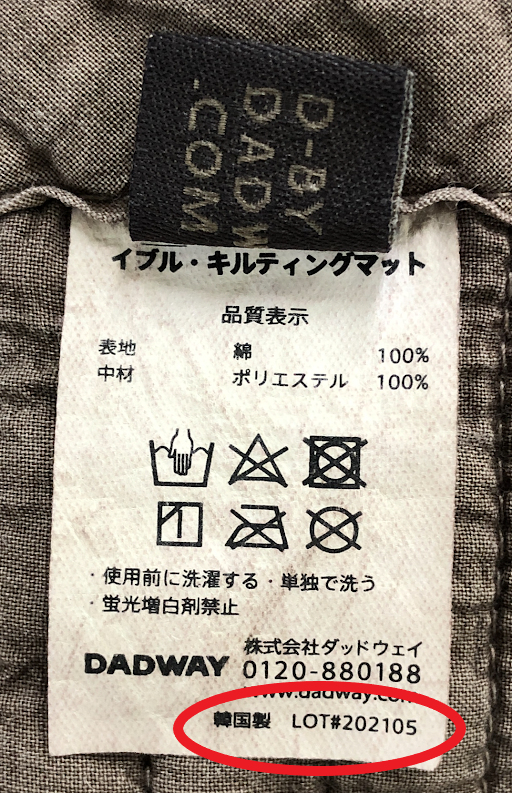 D-BY
DADW
.COM
イブル・キルティングマット
品質表示
表地 綿 100%
中材 ポリエステル 100%
・使用前に洗濯する・単独で洗う
・蛍光増白剤禁止
株式会社ダッドウェイ
DADWAY 0120-880188
www.dadway.com
韓国製 LOT#202105